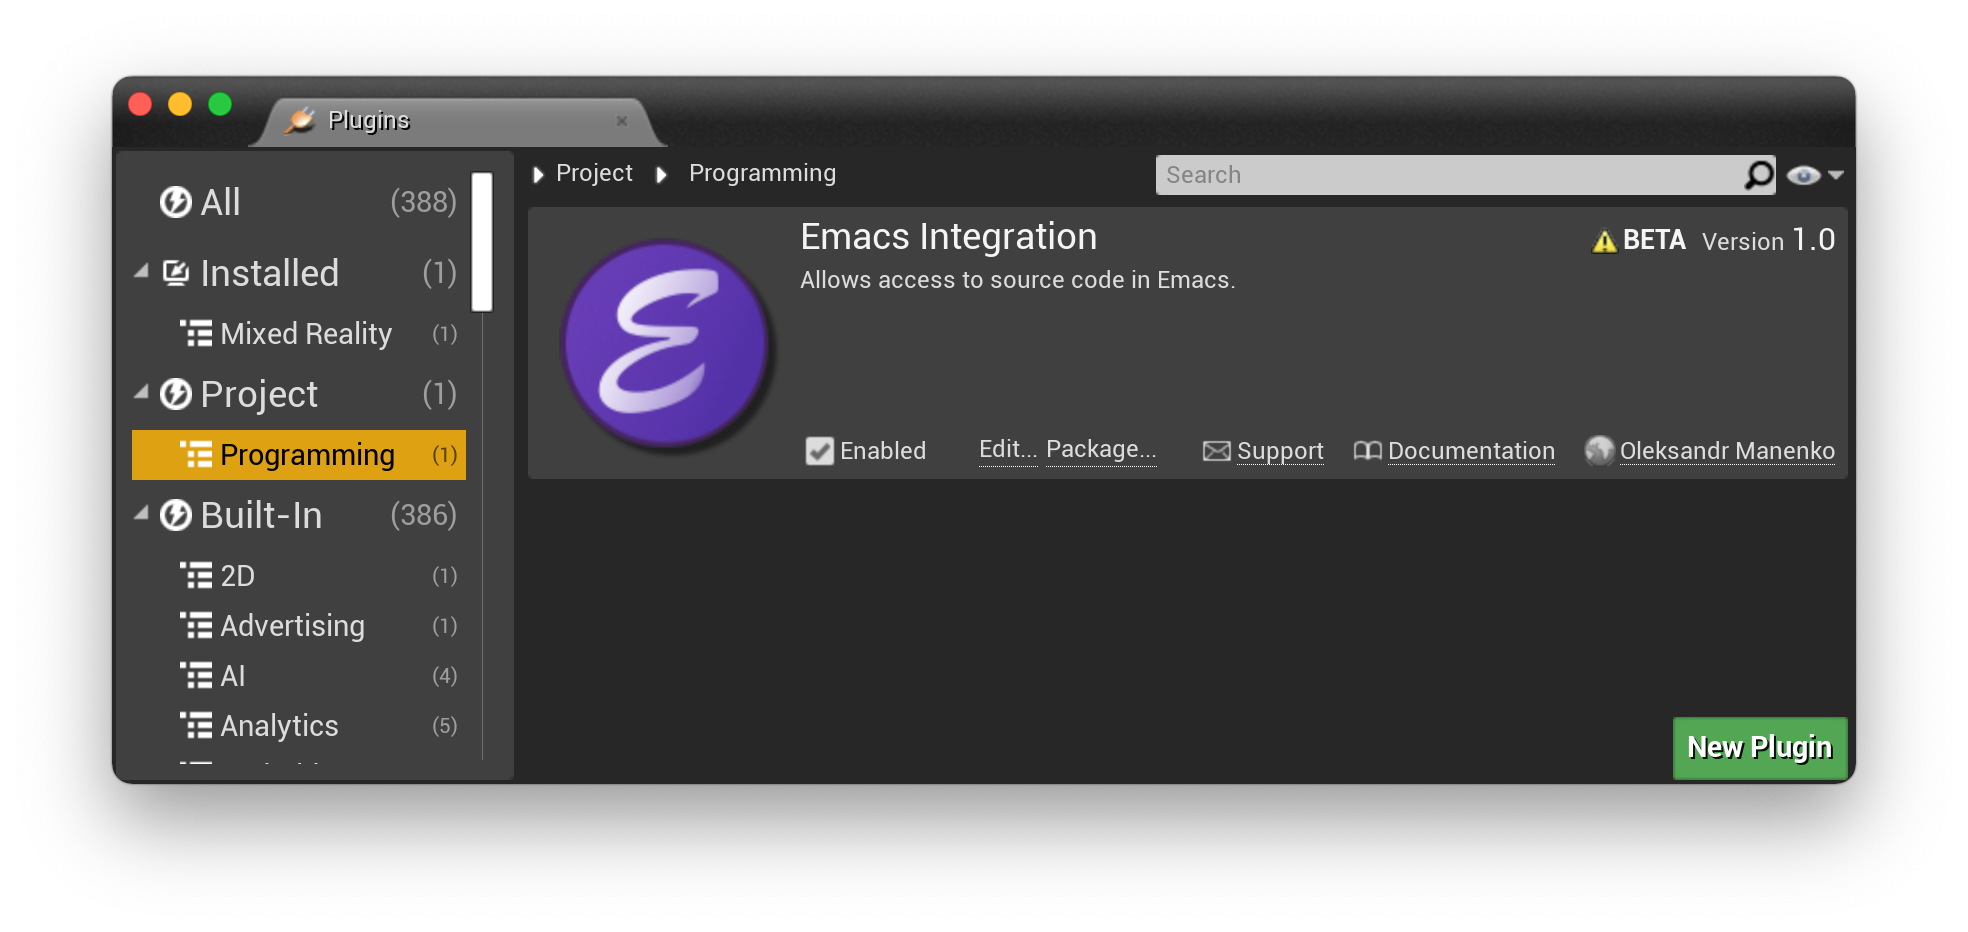 Plugins
All (388)
Installed (1)
Mixed Reality (1)
Project (1)
Programming (1)
Built-In (386)
2D (1)
Advertising (1)
AI (4)
Analytics (5)
Project Programming
Search
Emacs Integration
BETA Version 1.0
Allows access to source code in Emacs.
Enabled Edit... Package... Support Documentation Oleksandr Manenko
New Plugin